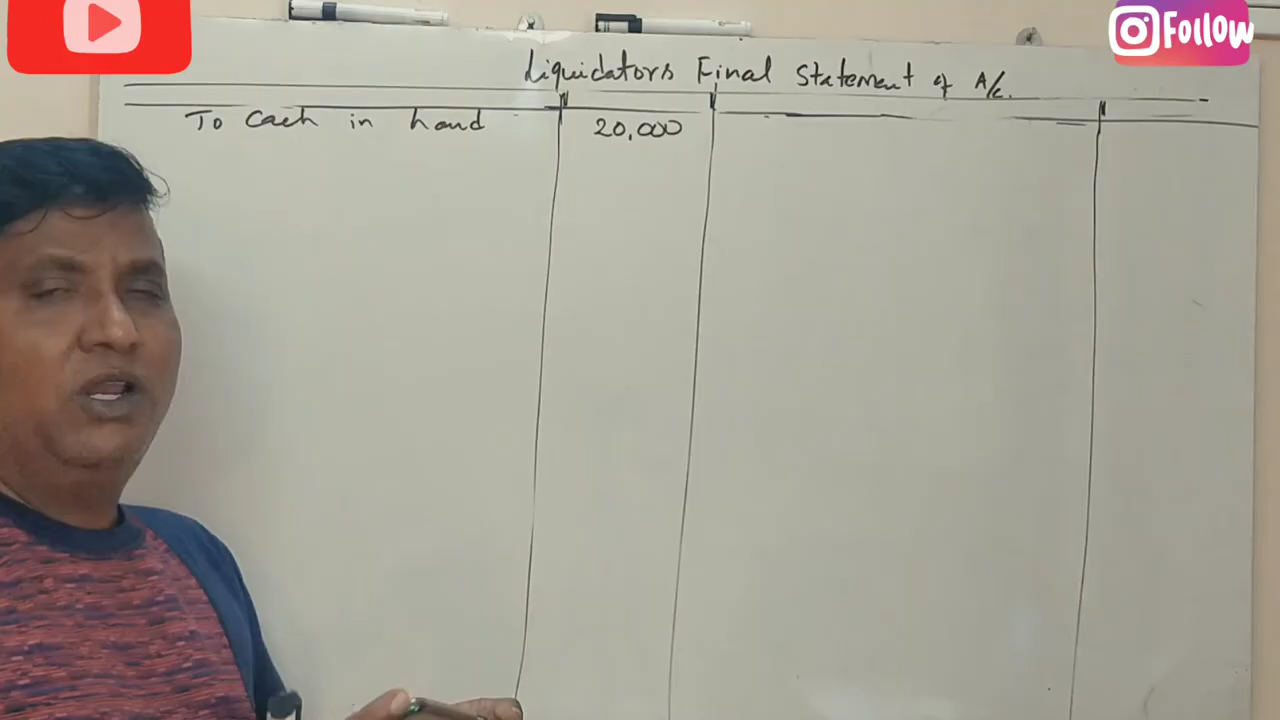 Follow
Liquidators Final Statement of A/c.
To Cash in hand 20,000